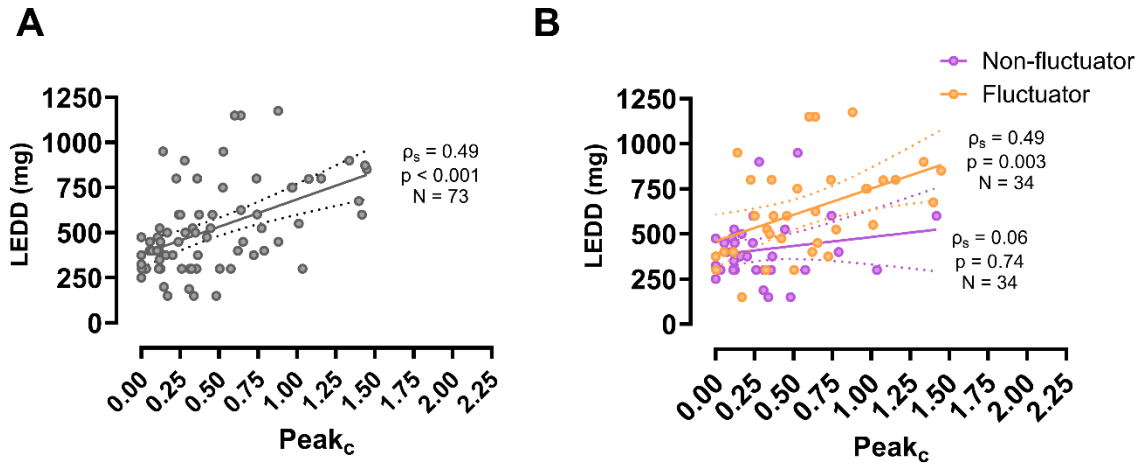 A
LEDD (mg)
1250
1000
750
500
250
0
ρs = 0.49
p < 0.001
N = 73
0.00
0.25
0.50
0.75
1.00
1.25
1.50
1.75
2.00
2.25
Peakc
B
Non-fluctuator
Fluctuator
LEDD (mg)
1250
1000
750
500
250
0
ρs = 0.49
p = 0.003
N = 34
ρs = 0.06
p = 0.74
N = 34
0.00
0.25
0.50
0.75
1.00
1.25
1.50
1.75
2.00
2.25
Peakc